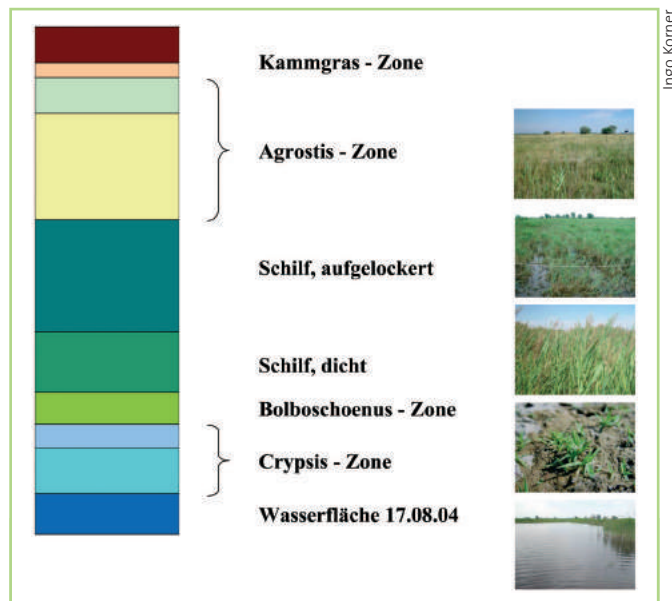 Kammgras - Zone
Agrostis - Zone
Schilf, aufgelockert
Schilf, dicht
Bolboschoenus - Zone
Crypsis - Zone
Wasserfläche 17.08.04
Ingo Korner